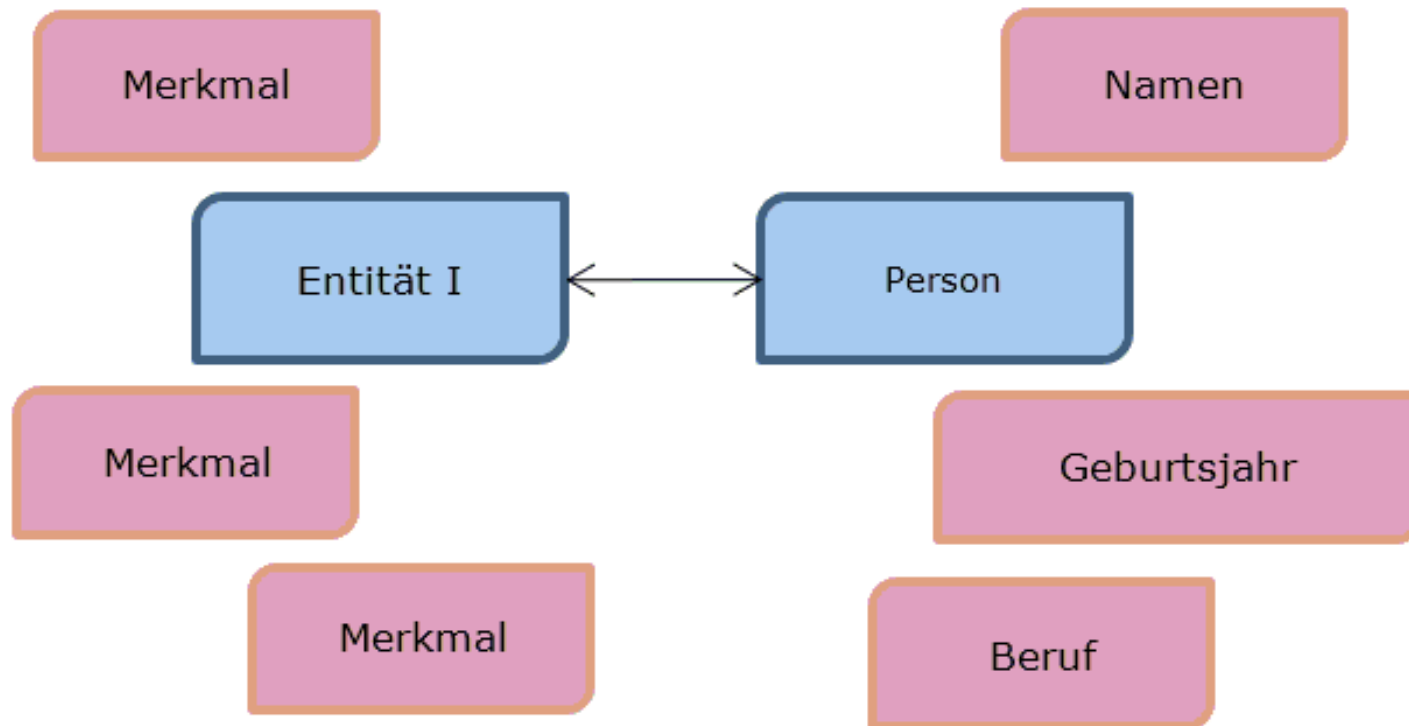 Merkmal
Namen
Entität I
Person
Merkmal
Geburtsjahr
Merkmal
Beruf